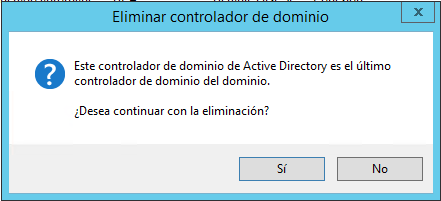 Eliminar controlador de dominio
x
Este controlador de dominio de Active Directory es el último
controlador de dominio del dominio.
¿Desea continuar con la eliminación?
Sí
No